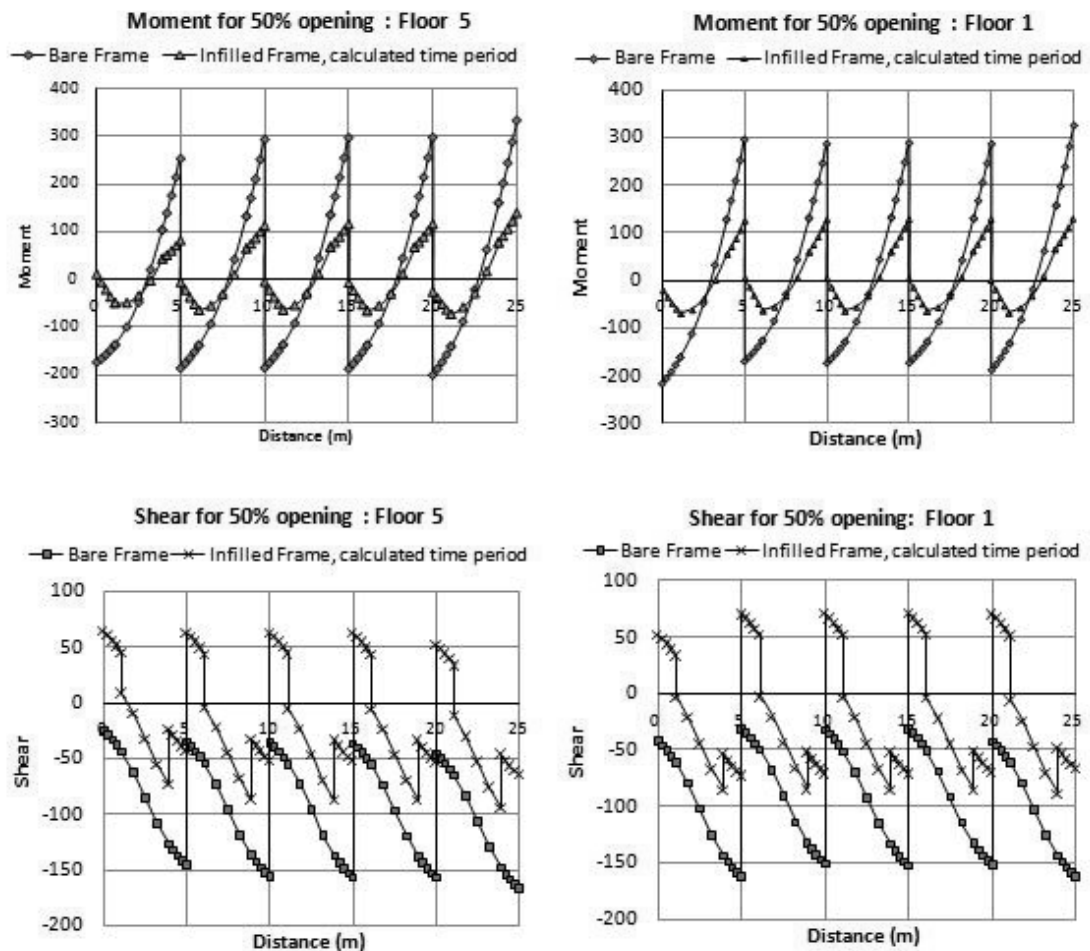 Moment for 50% opening : Floor 5
Bare Frame Infilled Frame, calculated time period
400
300
200
100
0
-100
-200
-300
0 5 10 15 20 25
Moment
Distance (m)
Moment for 50% opening : Floor 1
Bare Frame Infilled Frame, calculated time period
400
300
200
100
0
-100
-200
-300
0 5 10 15 20 25
Moment
Distance (m)
Shear for 50% opening : Floor 5
Bare Frame Infilled Frame, calculated time period
100
50
0
-50
-100
-150
-200
0 5 10 15 20 25
Shear
Distance (m)
Shear for 50% opening: Floor 1
Bare Frame Infilled Frame, calculated time period
100
50
0
-50
-100
-150
-200
0 5 10 15 20 25
Shear
Distance (m)